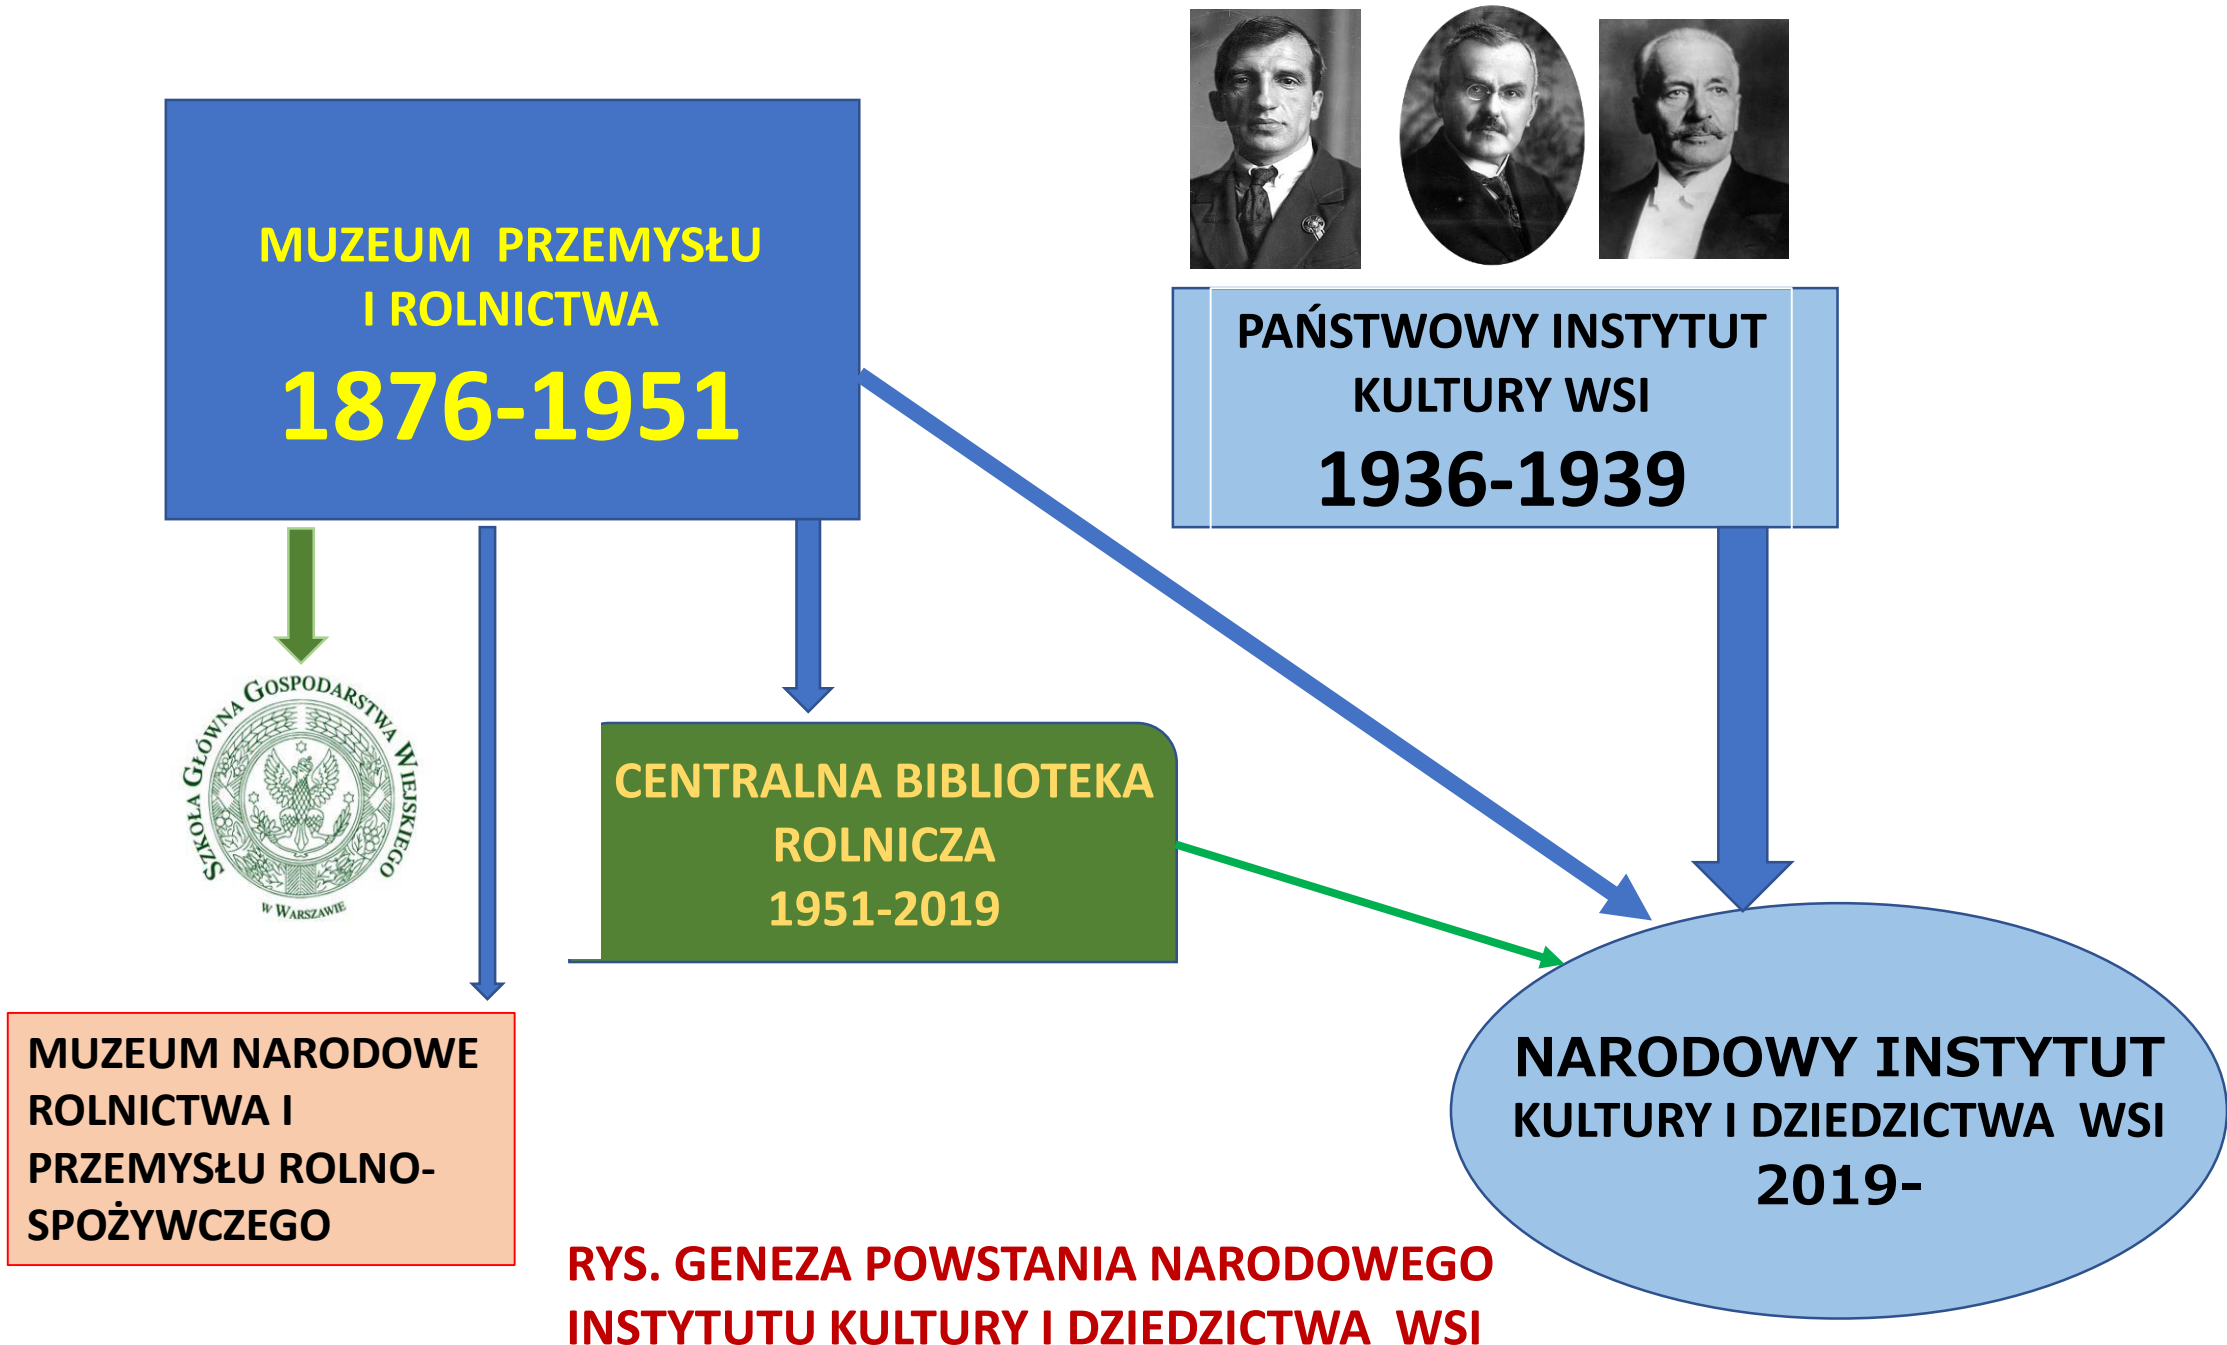 MUZEUM PRZEMYSŁU
I ROLNICTWA
1876-1951
PAŃSTWOWY INSTYTUT
KULTURY WSI
1936-1939
SZKOŁA GŁÓWNA GOSPODARSTWA WIEJSKIEGO
W WARSZAWIE
CENTRALNA BIBLIOTEKA
ROLNICZA
1951-2019
MUZEUM NARODOWE
ROLNICTWA I
PRZEMYSŁU ROLNO-
SPOŻYWCZEGO
NARODOWY INSTYTUT
KULTURY I DZIEDZICTWA WSI
2019-
RYS. GENEZA POWSTANIA NARODOWEGO
INSTYTUTU KULTURY I DZIEDZICTWA WSI